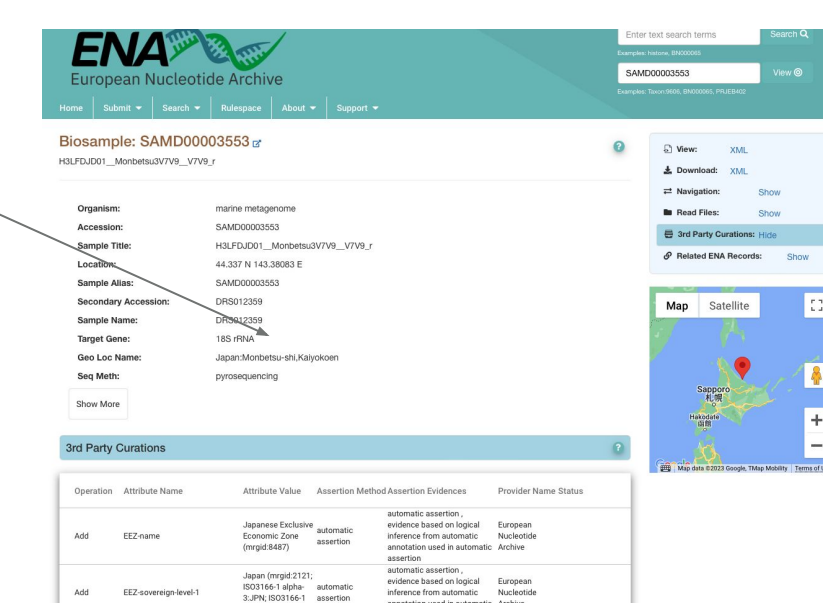 ENA
European Nucleotide Archive
Enter text search terms
Search
Examples: histone, BN000065
SAMD00003553
View
Examples: Taxon:9606, BN000065, PRJEB402
Home Submit Search Rulespace About Support
Biosample: SAMD00003553
H3LFDJD01__Monbetsu3V7V9__V7V9_r
Organism: marine metagenome
Accession: SAMD00003553
Sample Title: H3LFDJD01__Monbetsu3V7V9__V7V9_r
Location: 44.337 N 143.38083 E
Sample Alias: SAMD00003553
Secondary Accession: DRS012359
Sample Name: DRS012359
Target Gene: 18S rRNA
Geo Loc Name: Japan:Monbetsu-shi,Kaiyokoen
Seq Meth: pyrosequencing
Show More
View: XML
Download: XML
Navigation: Show
Read Files: Show
3rd Party Curations: Hide
Related ENA Records: Show
Map Satellite
Sapporo
札幌
Hakodate
函館
Map data ©2023 Google, TMap Mobility Terms of
3rd Party Curations
Operation Attribute Name Attribute Value Assertion Method Assertion Evidences Provider Name Status
Add EEZ-name Japanese Exclusive Economic Zone (mrgid:8487) automatic assertion automatic assertion , evidence based on logical inference from automatic annotation used in automatic assertion European Nucleotide Archive
Add EEZ-sovereign-level-1 Japan (mrgid:2121; ISO3166-1 alpha-3:JPN; ISO3166-1 automatic assertion automatic assertion , evidence based on logical inference from automatic annotation used in automatic European Nucleotide Archive